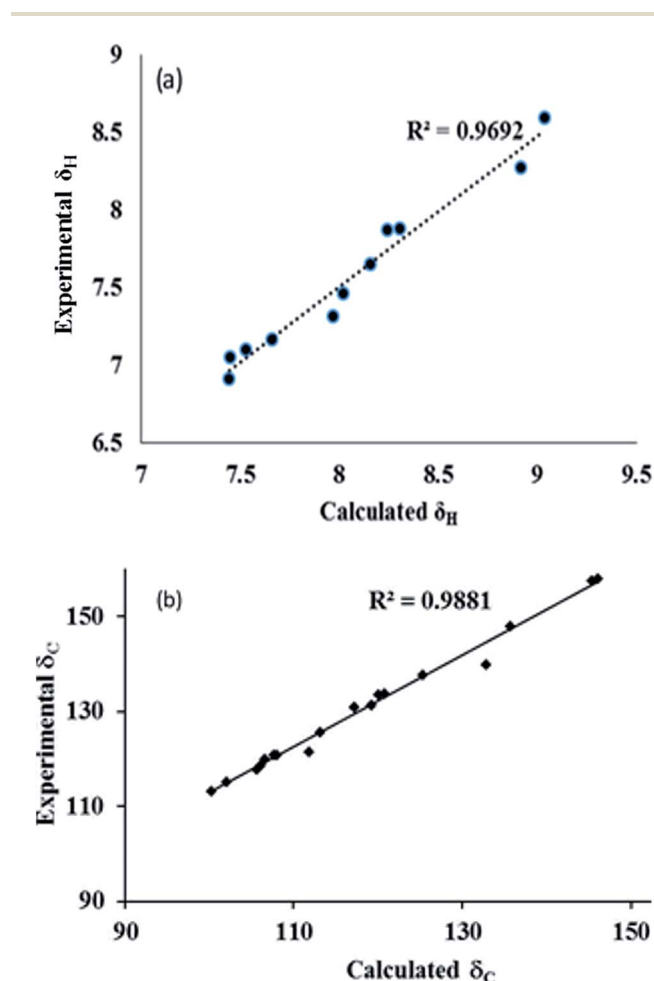 (a)
9
8.5
8
7.5
7
6.5
R² = 0.9692
Experimental δH
7 7.5 8 8.5 9 9.5
Calculated δH
(b)
R² = 0.9881
150
130
110
90
Experimental δC
90 110 130 150
Calculated δC